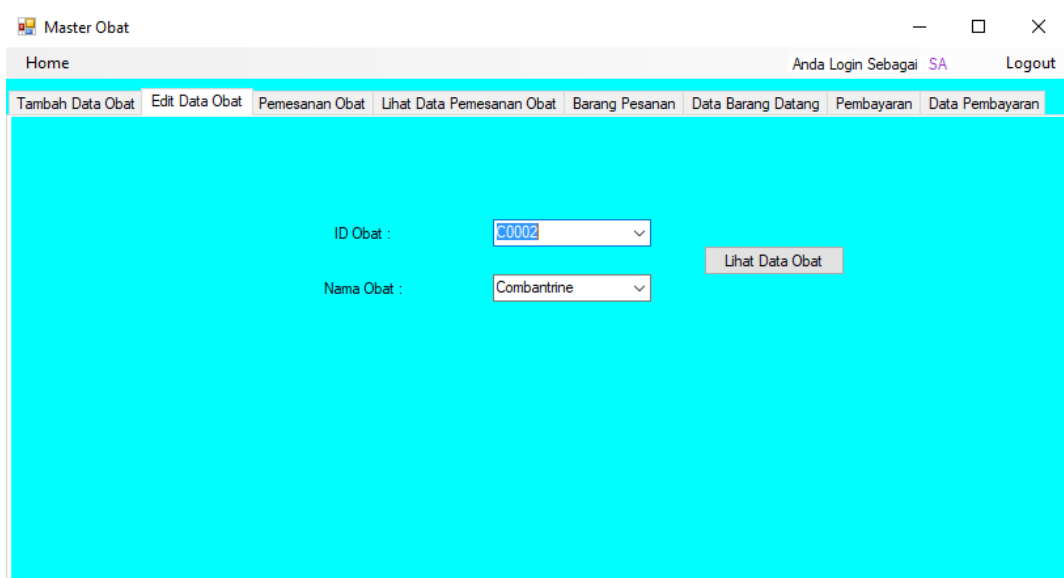 Master Obat
Home Anda Login Sebagai SA Logout
Tambah Data Obat Edit Data Obat Pemesanan Obat Lihat Data Pemesanan Obat Barang Pesanan Data Barang Datang Pembayaran Data Pembayaran
ID Obat : C0002
Lihat Data Obat
Nama Obat : Combantrine